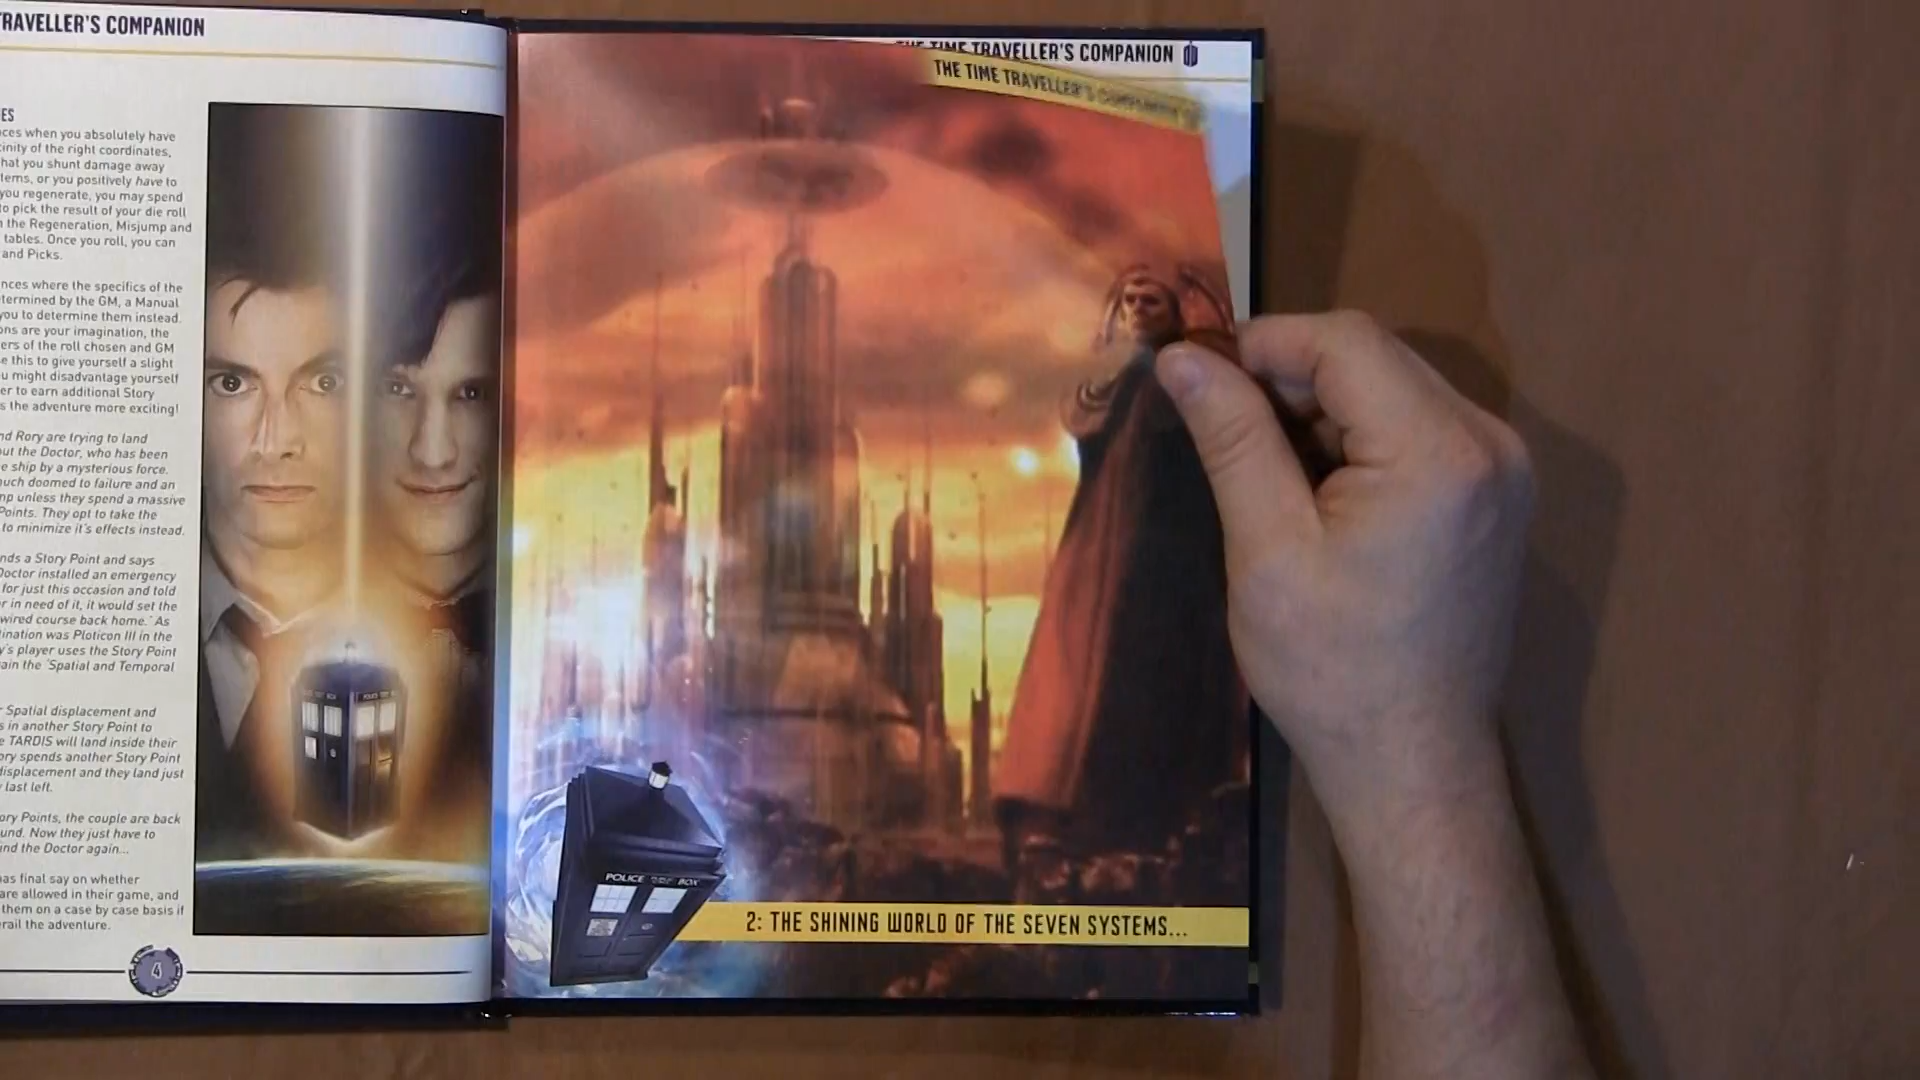 TRAVELLER'S COMPANION
ces when you absolutely have
inity of the right coordinates,
hat you shunt damage away
tems, or you positively have to
you regenerate, you may spend
to pick the result of your die roll
the Regeneration, Misjump and
tables. Once you roll, you can
and Picks.
nces where the specifics of the
termined by the GM, a Manual
you to determine them instead.
ons are your imagination, the
ers of the roll chosen and GM
e this to give yourself a slight
u might disadvantage yourself
er to earn additional Story
s the adventure more exciting!
nd Rory are trying to land
out the Doctor, who has been
e ship by a mysterious force.
much doomed to failure and an
mp unless they spend a massive
Points. They opt to take the
to minimize it's effects instead.
nds a Story Point and says
Doctor installed an emergency
for just this occasion and told
r in need of it, it would set the
wired course back home.' As
ination was Ploticon III in the
y's player uses the Story Point
ain the 'Spatial and Temporal
Spatial displacement and
s in another Story Point to
e TARDIS will land inside their
ory spends another Story Point
displacement and they land just
last left.
ory Points, the couple are back
und. Now they just have to
ind the Doctor again...
has final say on whether
are allowed in their game, and
them on a case by case basis if
rail the adventure.
4
THE TIME TRAVELLER'S COMPANION
THE TIME TRAVELLER'S COMPANION
POLICE BOX
2: THE SHINING WORLD OF THE SEVEN SYSTEMS...